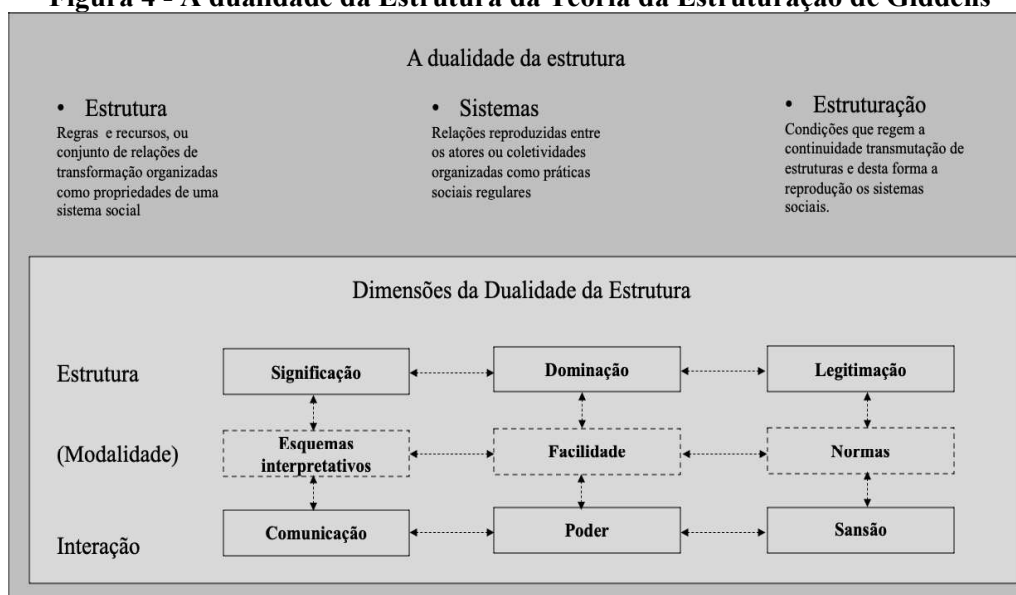 Figura 4 - A dualidade da Estrutura da Teoria da Estruturação de Giddens
A dualidade da estrutura
• Estrutura
Regras e recursos, ou
conjunto de relações de
transformação organizadas
como propriedades de uma
sistema social
• Sistemas
Relações reproduzidas entre
os atores ou coletividades
organizadas como práticas
sociais regulares
• Estruturação
Condições que regem a
continuidade transmutação de
estruturas e desta forma a
reprodução os sistemas
sociais.
Dimensões da Dualidade da Estrutura
Estrutura
Significação
Dominação
Legitimação
(Modalidade)
Esquemas
interpretativos
Facilidade
Normas
Interação
Comunicação
Poder
Sansão